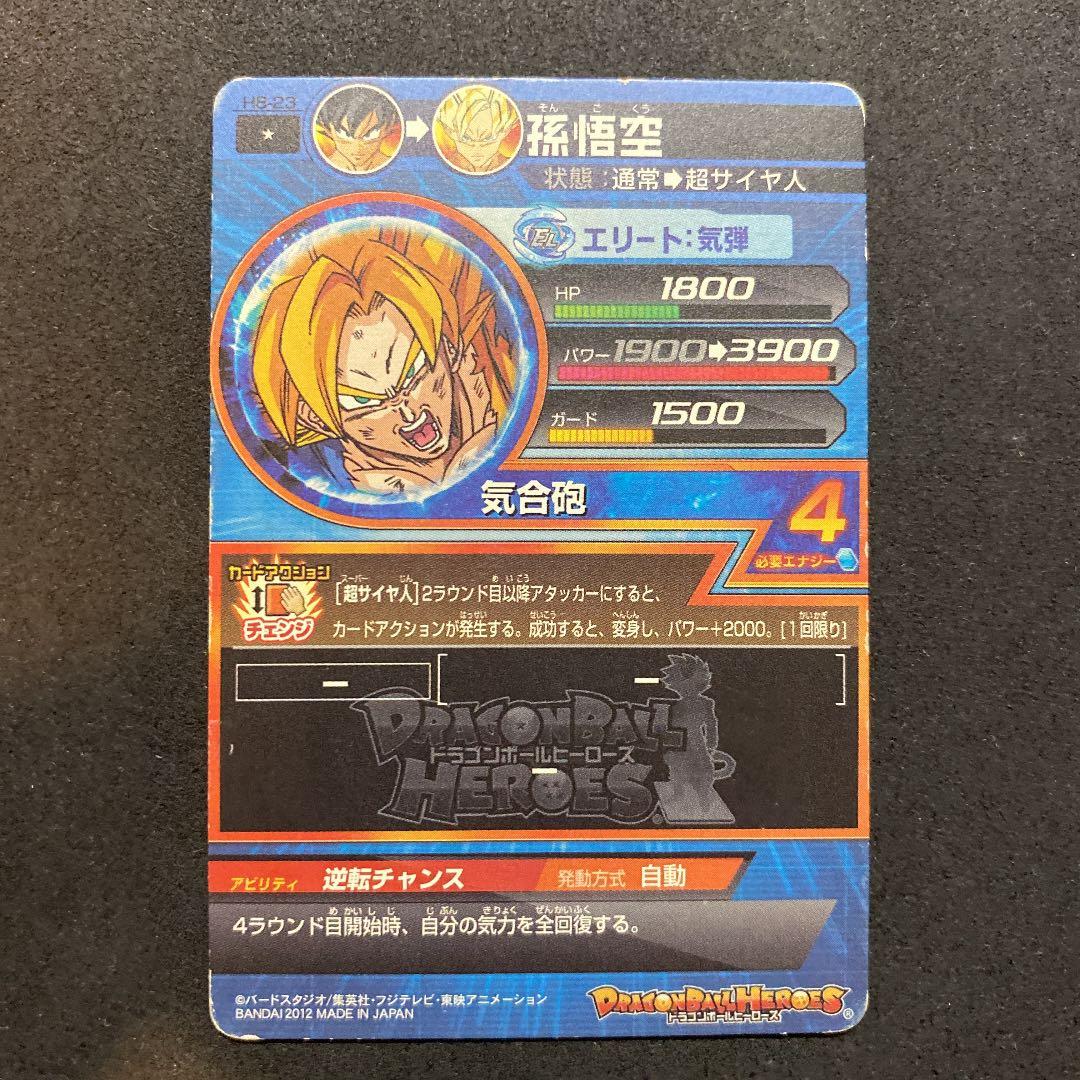 H8-23
★
そんごくう
孫悟空
状態:通常➡超サイヤ人
EL エリート:気弾
HP 1800
パワー 1900➡3900
ガード 1500
気合砲
4
必要エナジー
カードアクション
チェンジ
スーパー じん め いこう
[超サイヤ人]2ラウンド目以降アタッカーにすると、
はっせい せいこう へんしん かいかぎ
カードアクションが発生する。成功すると、変身し、パワー+2000。[1回限り]
ー ー
DRAGONBALL
ドラゴンボールヒーローズ
ー
HEROES®
アビリティ 逆転チャンス 発動方式 自動
め かいしじ じぶん きりょく ぜんかいふく
4ラウンド目開始時、自分の気力を全回復する。
©バードスタジオ/集英社・フジテレビ・東映アニメーション
BANDAI 2012 MADE IN JAPAN
DRAGONBALL HEROES®
ドラゴンボールヒーローズ